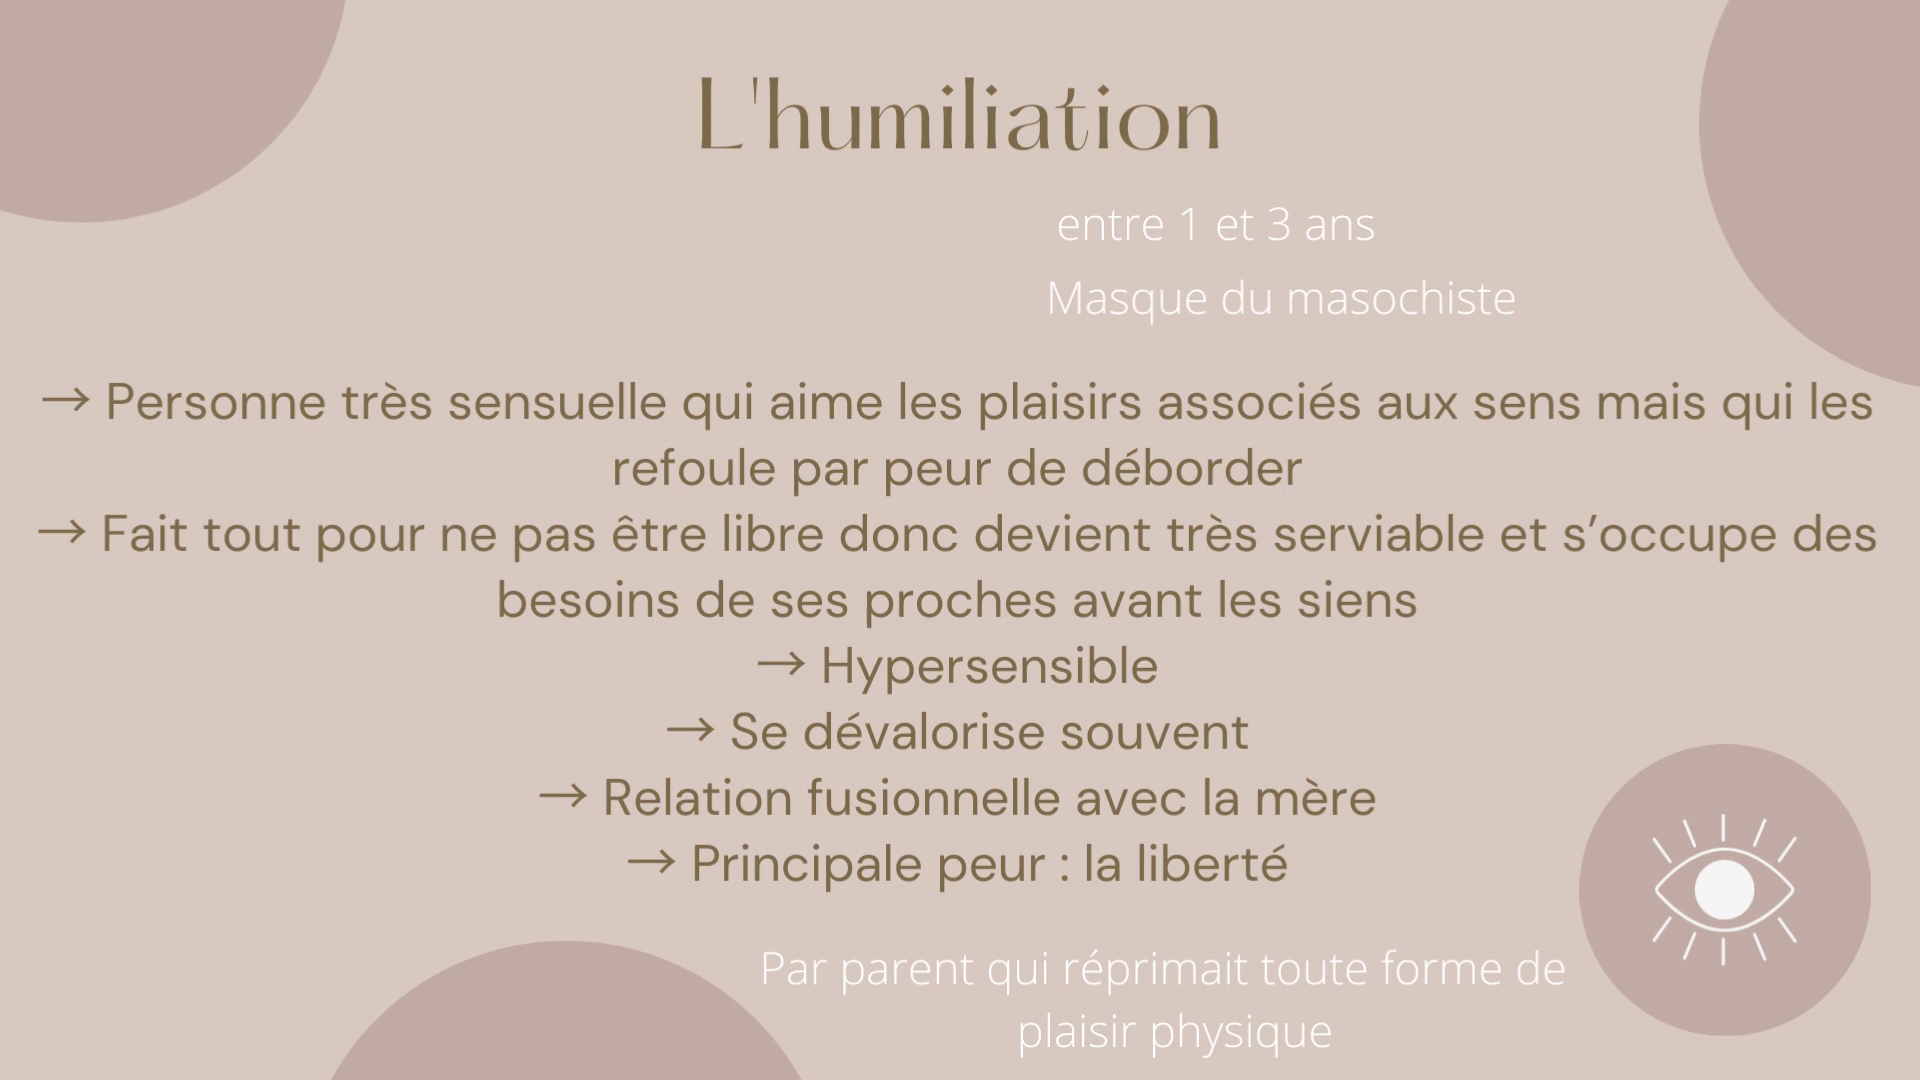 L'humiliation
entre 1 et 3 ans
Masque du masochiste
→ Personne très sensuelle qui aime les plaisirs associés aux sens mais qui les
refoule par peur de déborder
→ Fait tout pour ne pas être libre donc devient très serviable et s’occupe des
besoins de ses proches avant les siens
→ Hypersensible
→ Se dévalorise souvent
→ Relation fusionnelle avec la mère
→ Principale peur : la liberté
Par parent qui réprimait toute forme de
plaisir physique